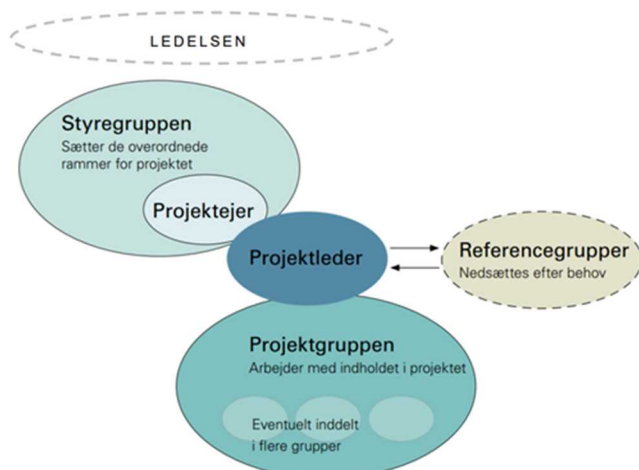 LEDELSEN
Styregruppen
Sætter de overordnede
rammer for projektet
Projektejer
Projektleder
Referencegrupper
Nedsættes efter behov
Projektgruppen
Arbejder med indholdet i projektet
Eventuelt inddelt
i flere grupper